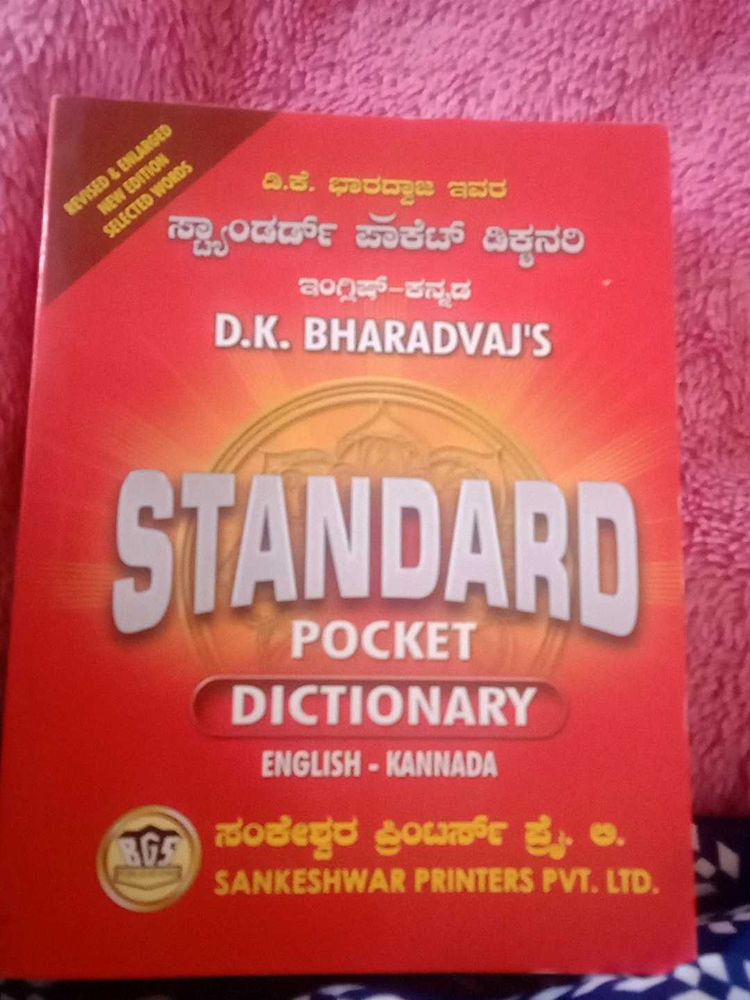 REVISED & ENLARGED
NEW EDITION
SELECTED WORDS
ಡಿ.ಕೆ. ಭಾರದ್ವಾಜ ಇವರ
ಸ್ಟ್ಯಾಂಡರ್ಡ್ ಪಾಕೆಟ್ ಡಿಕ್ಶನರಿ
ಇಂಗ್ಲಿಷ್-ಕನ್ನಡ
D.K. BHARADVAJ'S
STANDARD
POCKET
DICTIONARY
ENGLISH - KANNADA
BGS
ಸಂಕೇಶ್ವರ ಪ್ರಿಂಟರ್ಸ್ ಪ್ರೈ. ಲಿ.
SANKESHWAR PRINTERS PVT. LTD.